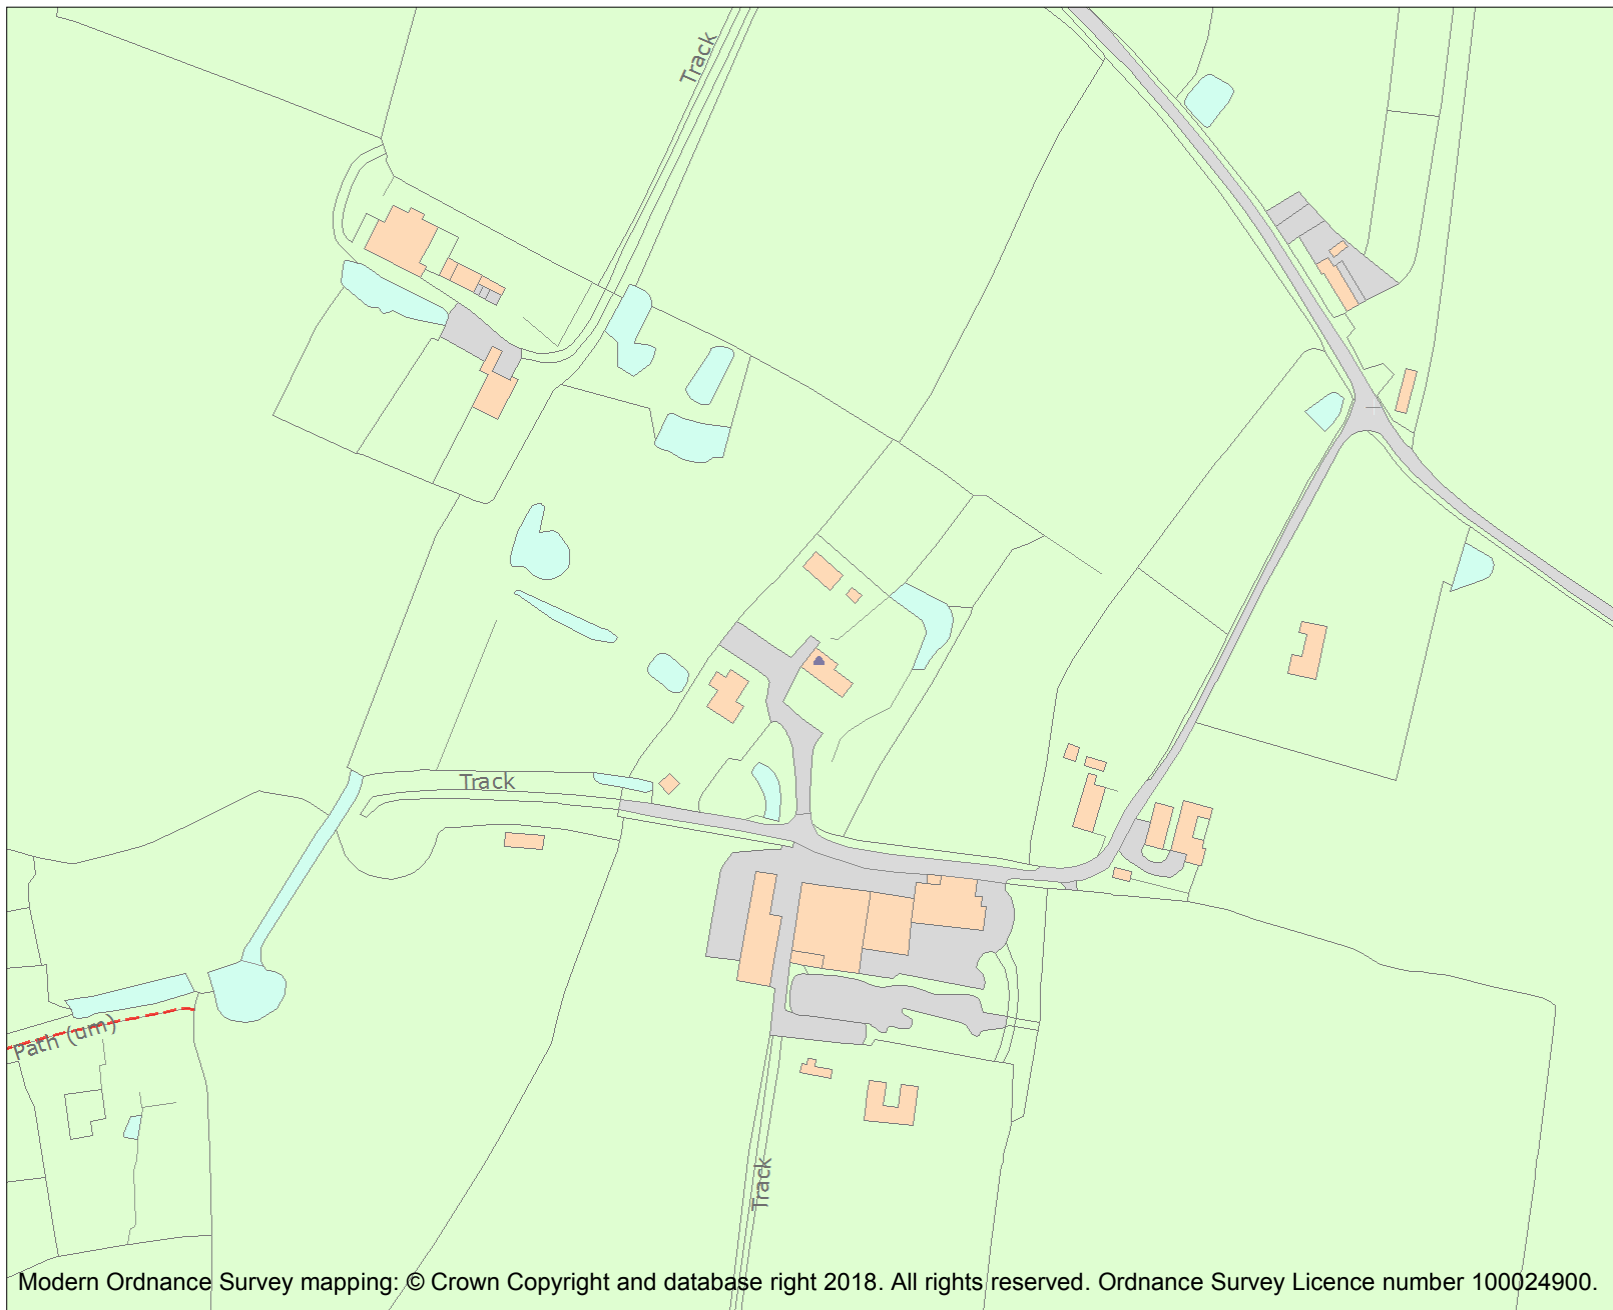 Track
Track
Path (um)
Track
Modern Ordnance Survey mapping: © Crown Copyright and database right 2018. All rights reserved. Ordnance Survey Licence number 100024900.